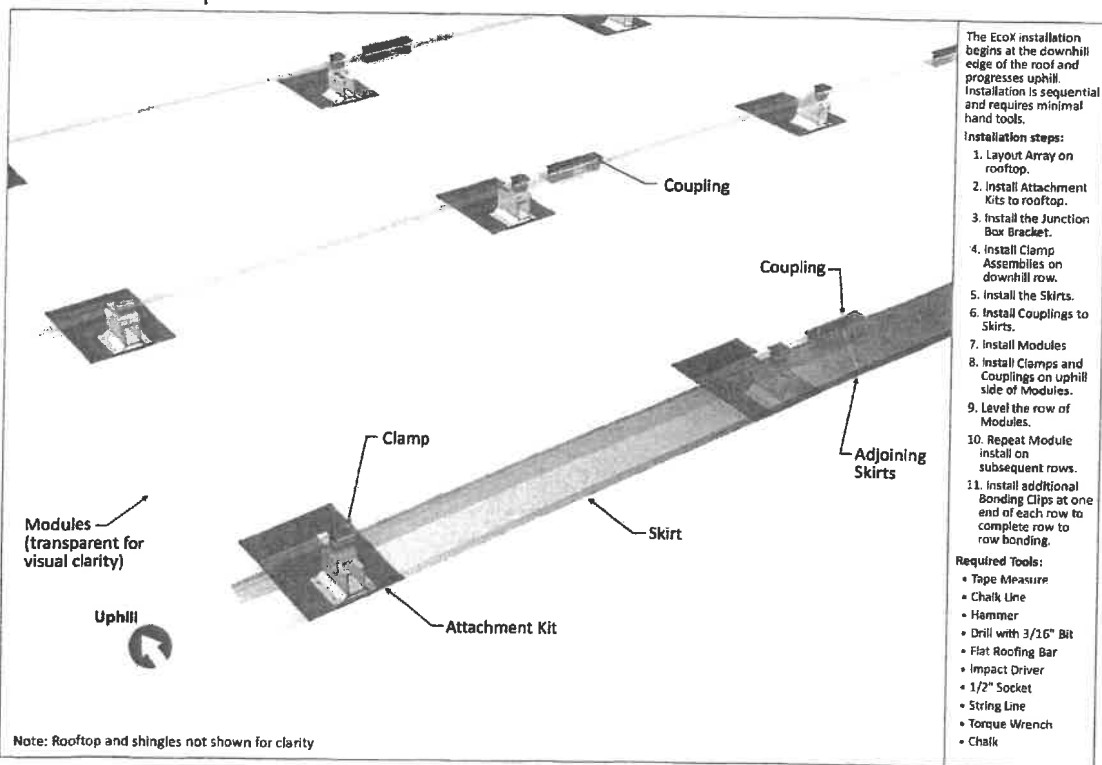 The EcoX installation
begins at the downhill
edge of the roof and
progresses uphill.
Installation is sequential
and requires minimal
hand tools.
Installation steps:
1. Layout Array on
rooftop.
2. Install Attachment
Kits to rooftop.
3. Install the Junction
Box Bracket.
4. Install Clamp
Assemblies on
downhill row.
5. Install the Skirts.
6. Install Couplings to
Skirts.
7. Install Modules
8. Install Clamps and
Couplings on uphill
side of Modules.
9. Level the row of
Modules.
10. Repeat Module
install on
subsequent rows.
11. Install additional
Bonding Clips at one
end of each row to
complete row to
row bonding.
Required Tools:
• Tape Measure
• Chalk Line
• Hammer
• Drill with 3/16" Bit
• Flat Roofing Bar
• Impact Driver
• 1/2" Socket
• String Line
• Torque Wrench
• Chalk
Coupling
Coupling
Clamp
Adjoining
Skirts
Modules
(transparent for
visual clarity)
Skirt
Uphill
Attachment Kit
Note: Rooftop and shingles not shown for clarity